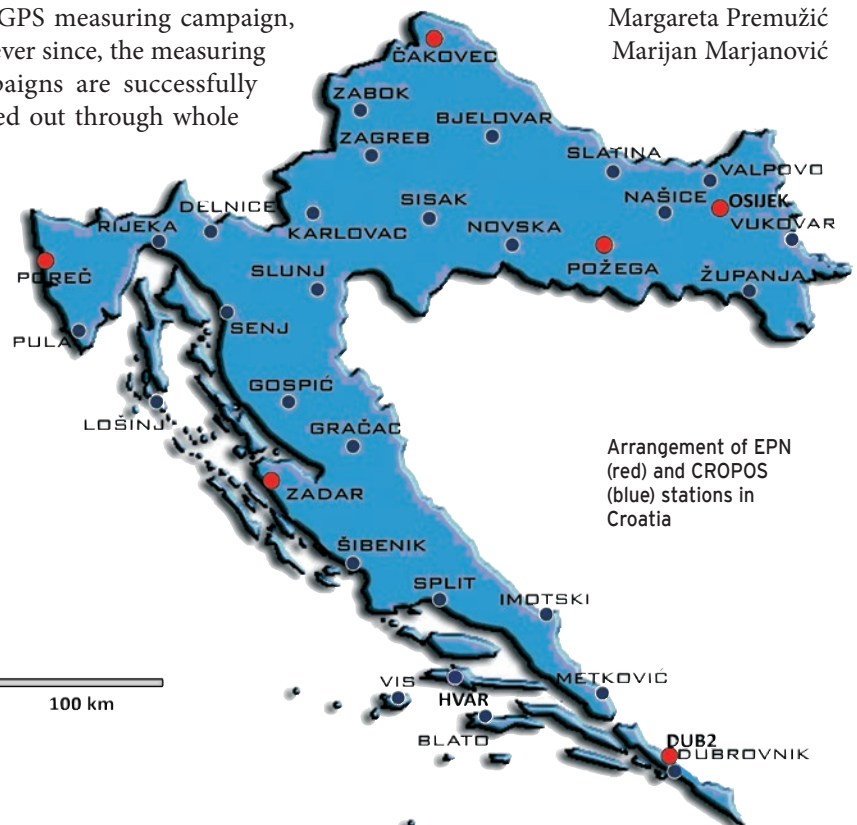 GPS measuring campaign,
ever since, the measuring
paigns are successfully
ed out through whole
Margareta Premužić
Marijan Marjanović
ČAKOVEC
ZABOK
BJELOVAR
ZAGREB
SLATINA
VALPOVO
NAŠICE
OSIJEK
SISAK
DELNICE
VUKOVAR
RIJEKA
KARLOVAC
NOVSKA
POREČ
POŽEGA
SLUNJ
ŽUPANJA
SENJ
PULA
GOSPIĆ
LOŠINJ
GRAČAC
Arrangement of EPN
(red) and CROPOS
(blue) stations in
Croatia
ZADAR
ŠIBENIK
SPLIT
IMOTSKI
METKOVIĆ
VIS
HVAR
100 km
BLATO
DUB2
DUBROVNIK